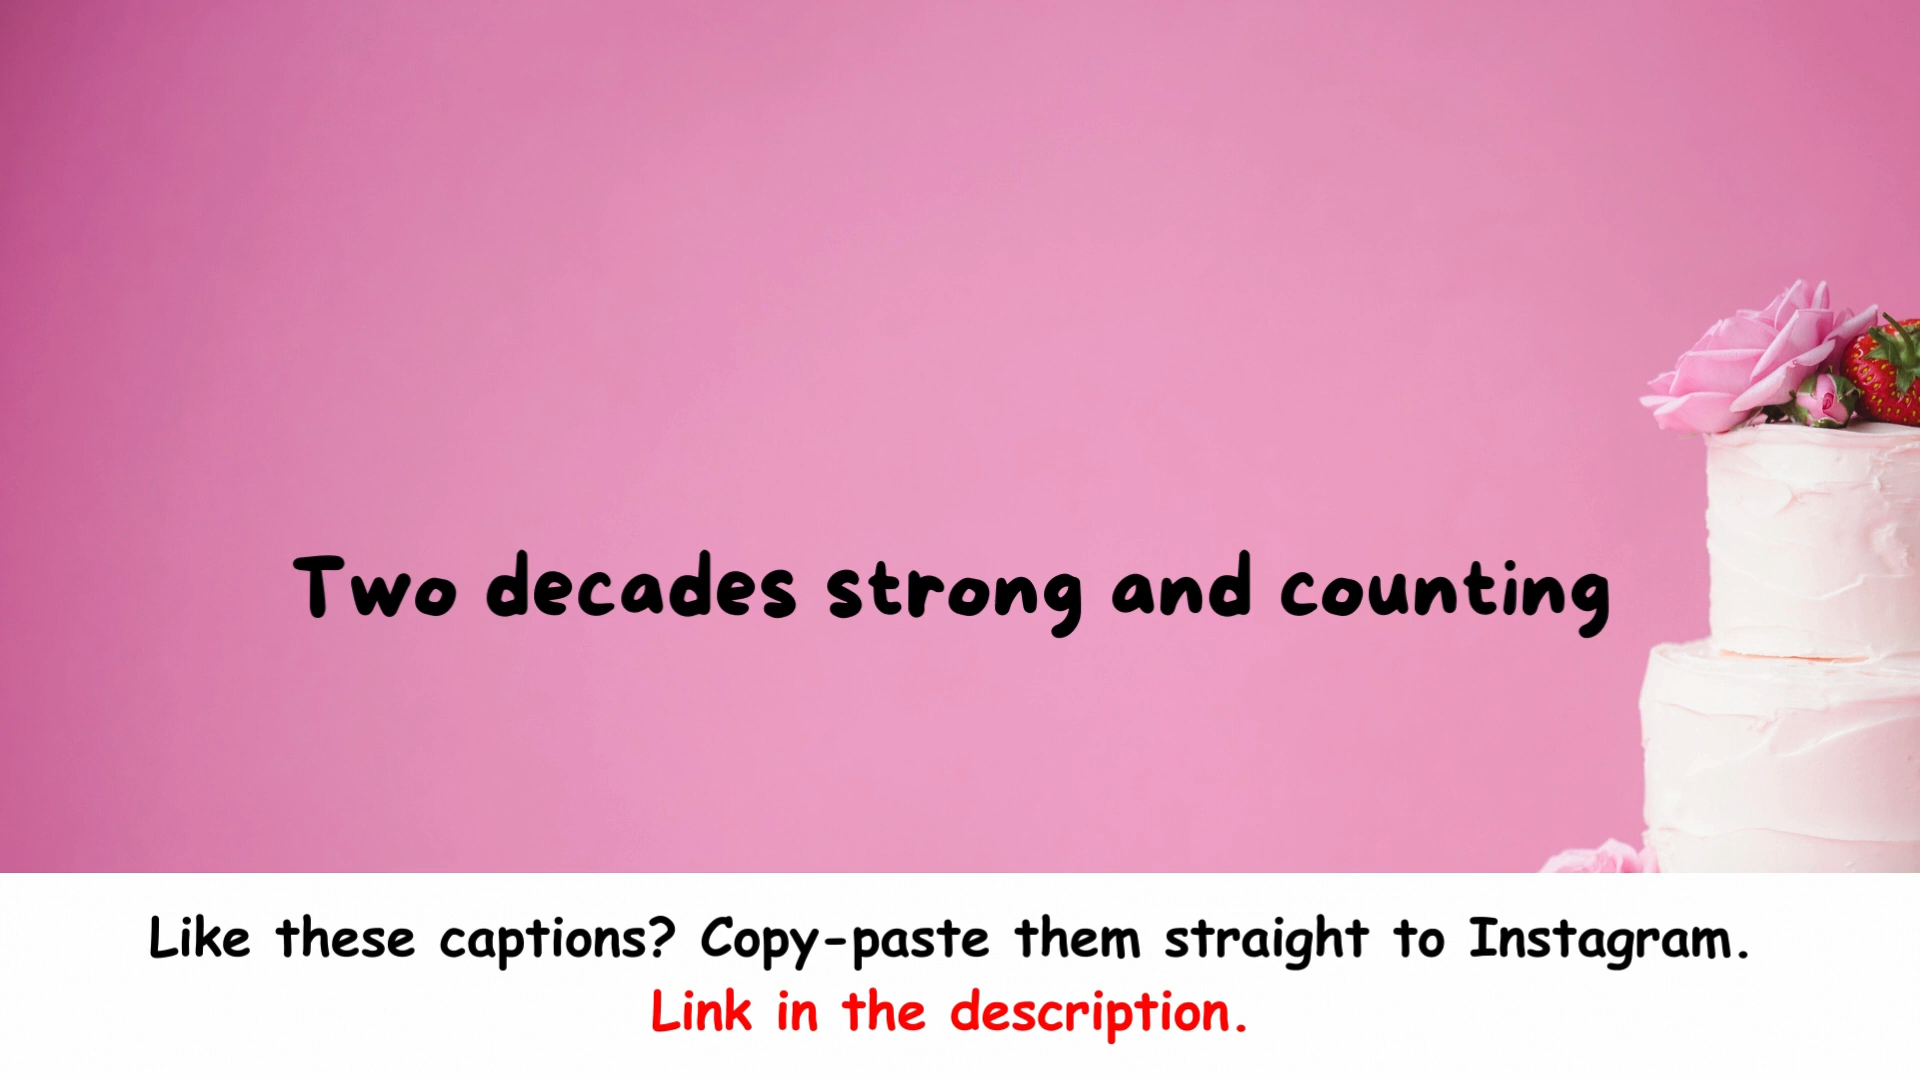 Two decades strong and counting
Like these captions? Copy-paste them straight to Instagram.
Link in the description.